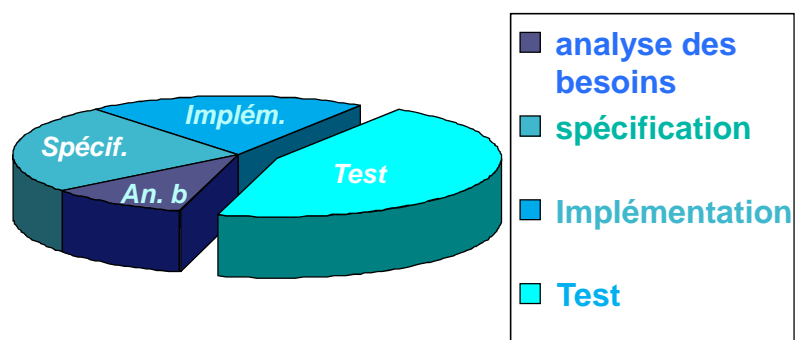 Implém.
Spécif.
An. b
Test
analyse des
besoins
spécification
Implémentation
Test